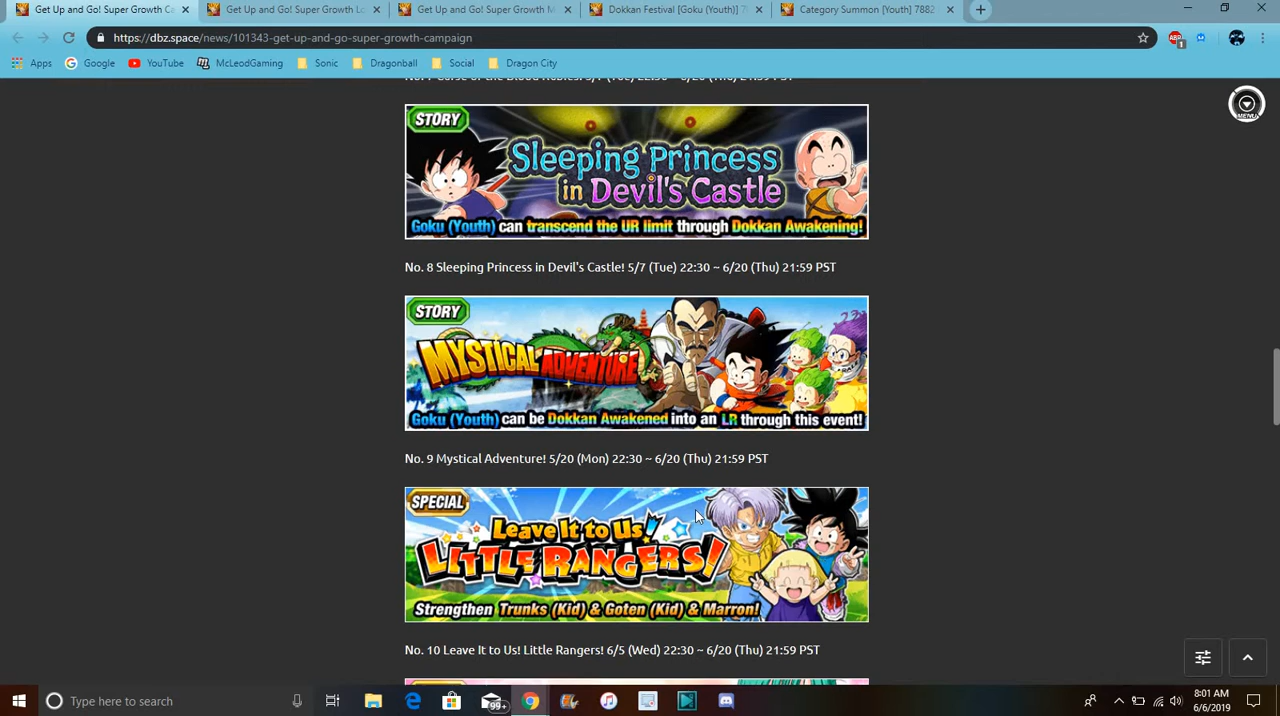 Get Up and Go! Super Growth Ca
Get Up and Go! Super Growth Lo
Get Up and Go! Super Growth M
Dokkan Festival [Goku (Youth)] 7
Category Summon [Youth] 7882
https://dbz.space/news/101343-get-up-and-go-super-growth-campaign
Apps
Google
YouTube
McLeodGaming
Sonic
Dragonball
Social
Dragon City
MENU
STORY
Sleeping Princess
in Devil's Castle
Goku (Youth) can transcend the UR limit through Dokkan Awakening!
No. 8 Sleeping Princess in Devil's Castle! 5/7 (Tue) 22:30 ~ 6/20 (Thu) 21:59 PST
STORY
MYSTICAL ADVENTURE
Goku (Youth) can be Dokkan Awakened into an LR through this event!
No. 9 Mystical Adventure! 5/20 (Mon) 22:30 ~ 6/20 (Thu) 21:59 PST
SPECIAL
Leave It to Us!
LITTLE RANGERS!
Strengthen Trunks (Kid) & Goten (Kid) & Marron!
No. 10 Leave It to Us! Little Rangers! 6/5 (Wed) 22:30 ~ 6/20 (Thu) 21:59 PST
Type here to search
99+
8:01 AM
6/6/2019